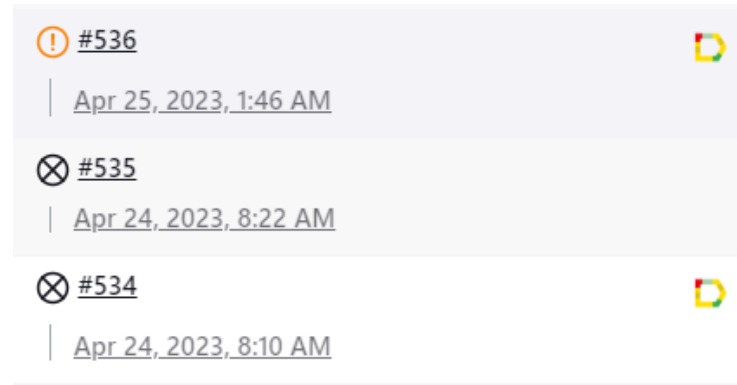 #536
Apr 25, 2023, 1:46 AM
#535
Apr 24, 2023, 8:22 AM
#534
Apr 24, 2023, 8:10 AM